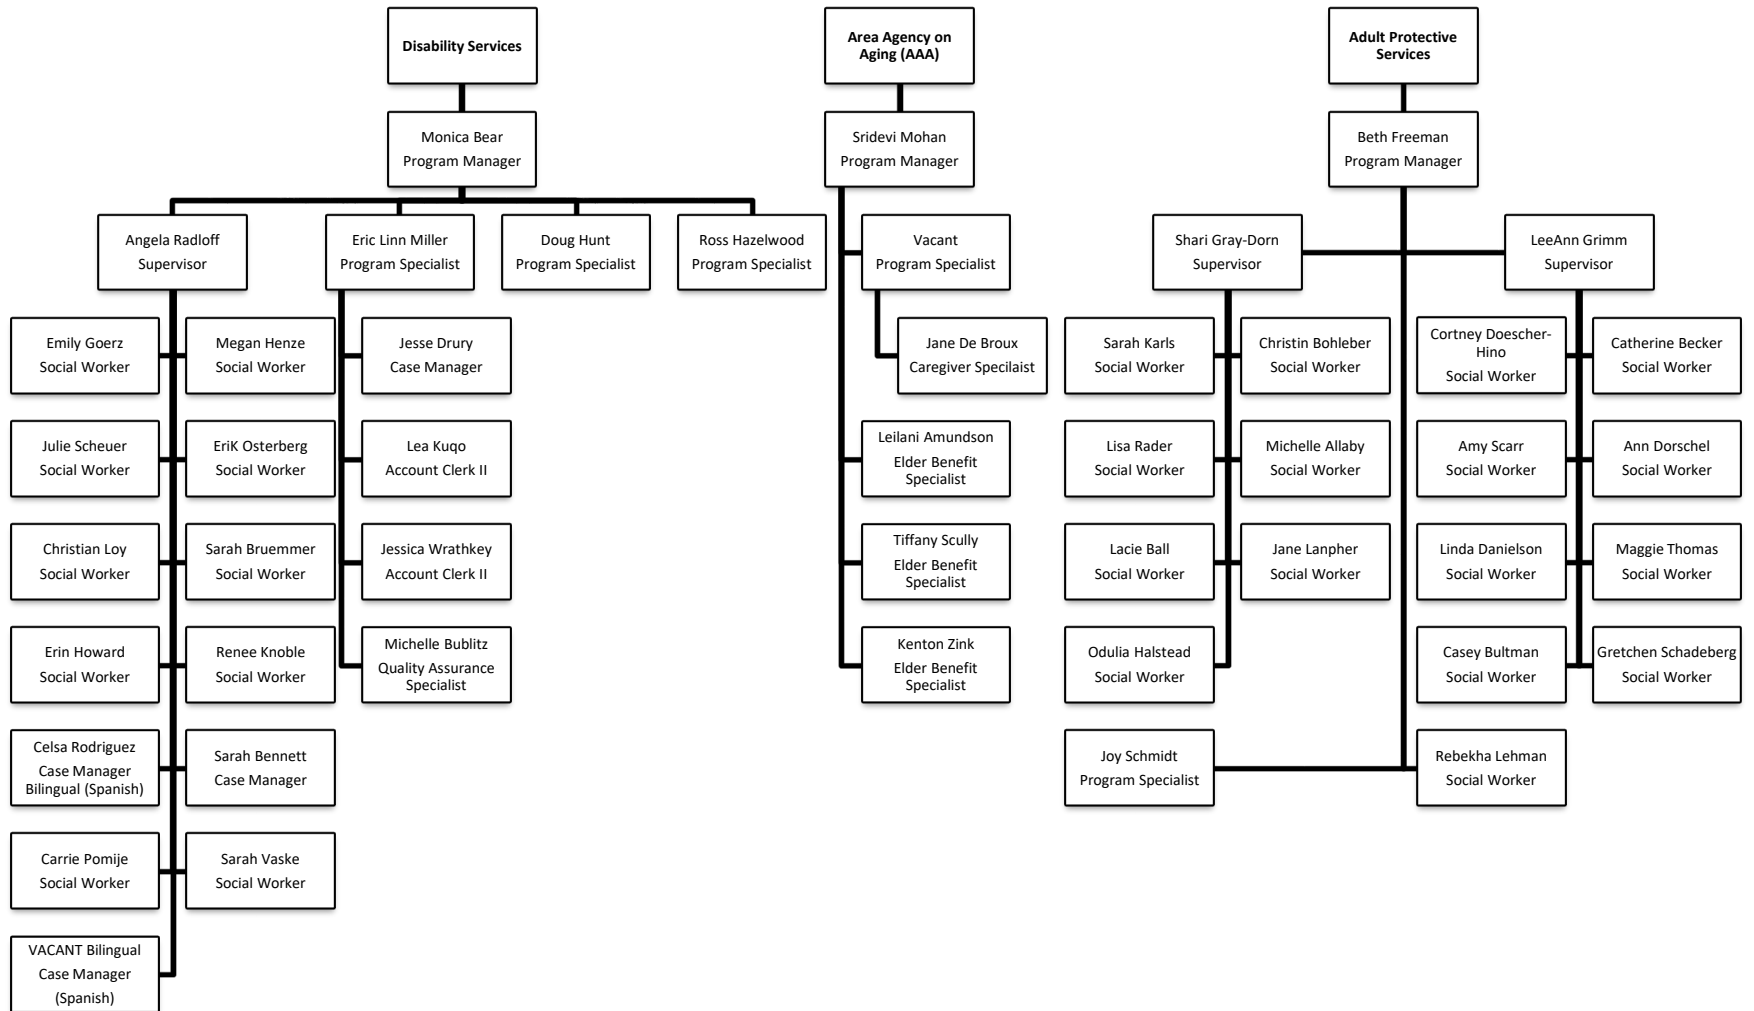 Disability Services
Monica Bear
Program Manager
Angela Radloff
Supervisor
Emily Goerz
Social Worker
Megan Henze
Social Worker
Julie Scheuer
Social Worker
EriK Osterberg
Social Worker
Christian Loy
Social Worker
Sarah Bruemmer
Social Worker
Erin Howard
Social Worker
Renee Knoble
Social Worker
Celsa Rodriguez
Case Manager
Bilingual (Spanish)
Sarah Bennett
Case Manager
Carrie Pomije
Social Worker
Sarah Vaske
Social Worker
VACANT Bilingual
Case Manager
(Spanish)
Eric Linn Miller
Program Specialist
Jesse Drury
Case Manager
Lea Kuqo
Account Clerk II
Jessica Wrathkey
Account Clerk II
Michelle Bublitz
Quality Assurance
Specialist
Doug Hunt
Program Specialist
Ross Hazelwood
Program Specialist
Area Agency on
Aging (AAA)
Sridevi Mohan
Program Manager
Vacant
Program Specialist
Jane De Broux
Caregiver Specilaist
Leilani Amundson
Elder Benefit
Specialist
Tiffany Scully
Elder Benefit
Specialist
Kenton Zink
Elder Benefit
Specialist
Adult Protective
Services
Beth Freeman
Program Manager
Shari Gray-Dorn
Supervisor
Sarah Karls
Social Worker
Christin Bohleber
Social Worker
Lisa Rader
Social Worker
Michelle Allaby
Social Worker
Lacie Ball
Social Worker
Jane Lanpher
Social Worker
Odulia Halstead
Social Worker
LeeAnn Grimm
Supervisor
Cortney Doescher-
Hino
Social Worker
Catherine Becker
Social Worker
Amy Scarr
Social Worker
Ann Dorschel
Social Worker
Linda Danielson
Social Worker
Maggie Thomas
Social Worker
Casey Bultman
Social Worker
Gretchen Schadeberg
Social Worker
Joy Schmidt
Program Specialist
Rebekha Lehman
Social Worker